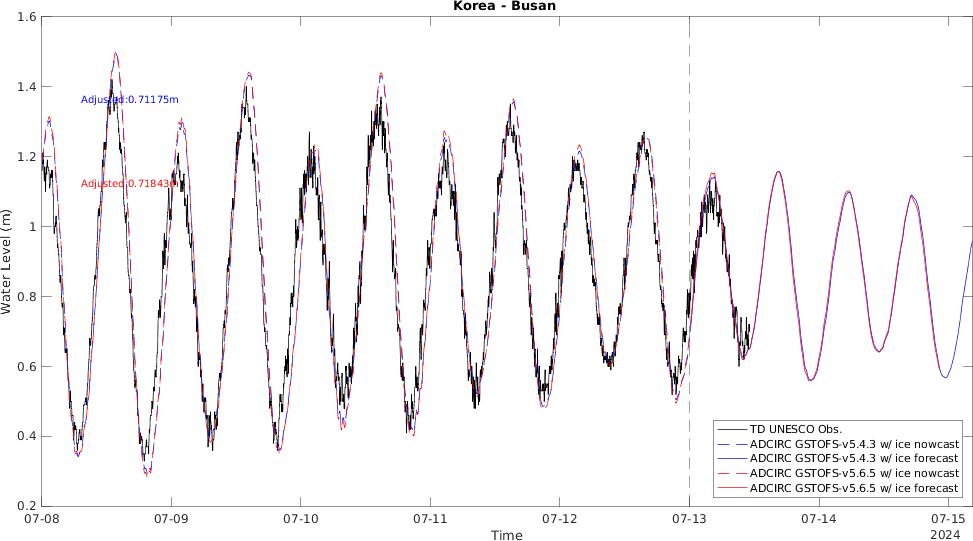 Korea - Busan
1.6
1.4
1.2
1
0.8
0.6
0.4
0.2
Water Level (m)
Adjusted:0.71175m
Adjusted:0.71843m
TD UNESCO Obs.
ADCIRC GSTOFS-v5.4.3 w/ ice nowcast
ADCIRC GSTOFS-v5.4.3 w/ ice forecast
ADCIRC GSTOFS-v5.6.5 w/ ice nowcast
ADCIRC GSTOFS-v5.6.5 w/ ice forecast
07-08 07-09 07-10 07-11 07-12 07-13 07-14 07-15
Time
2024